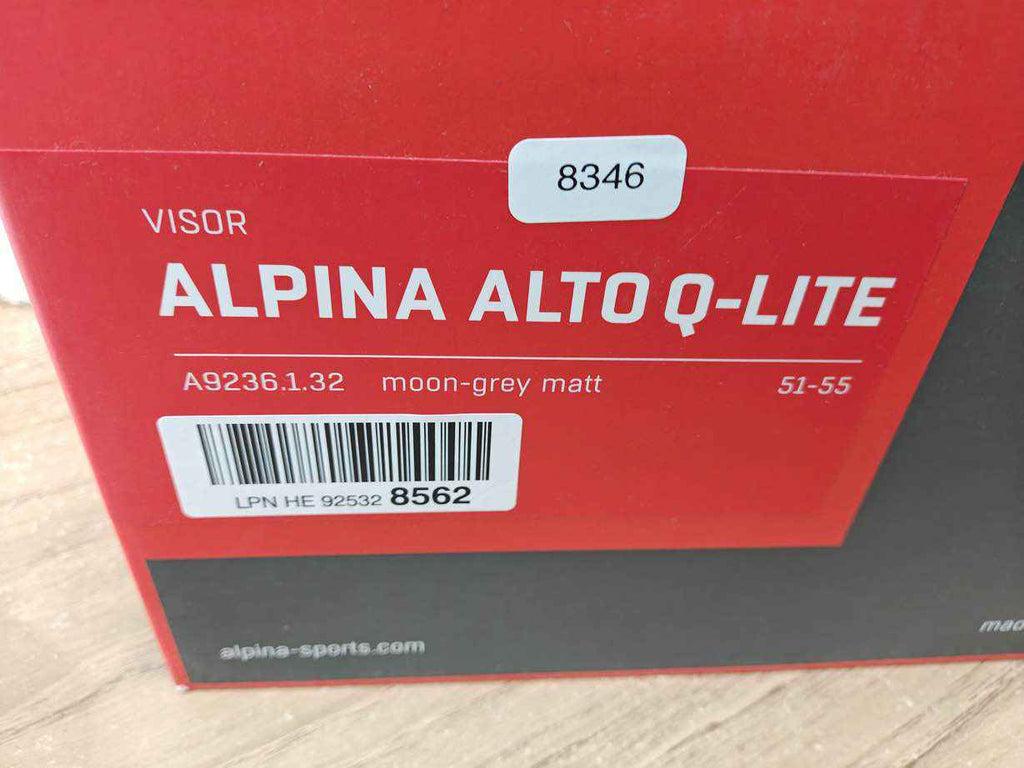 8346
VISOR
ALPINA ALTO Q-LITE
A9236.1.32 moon-grey matt 51-55
LPN HE 92532 8562
alpina-sports.com